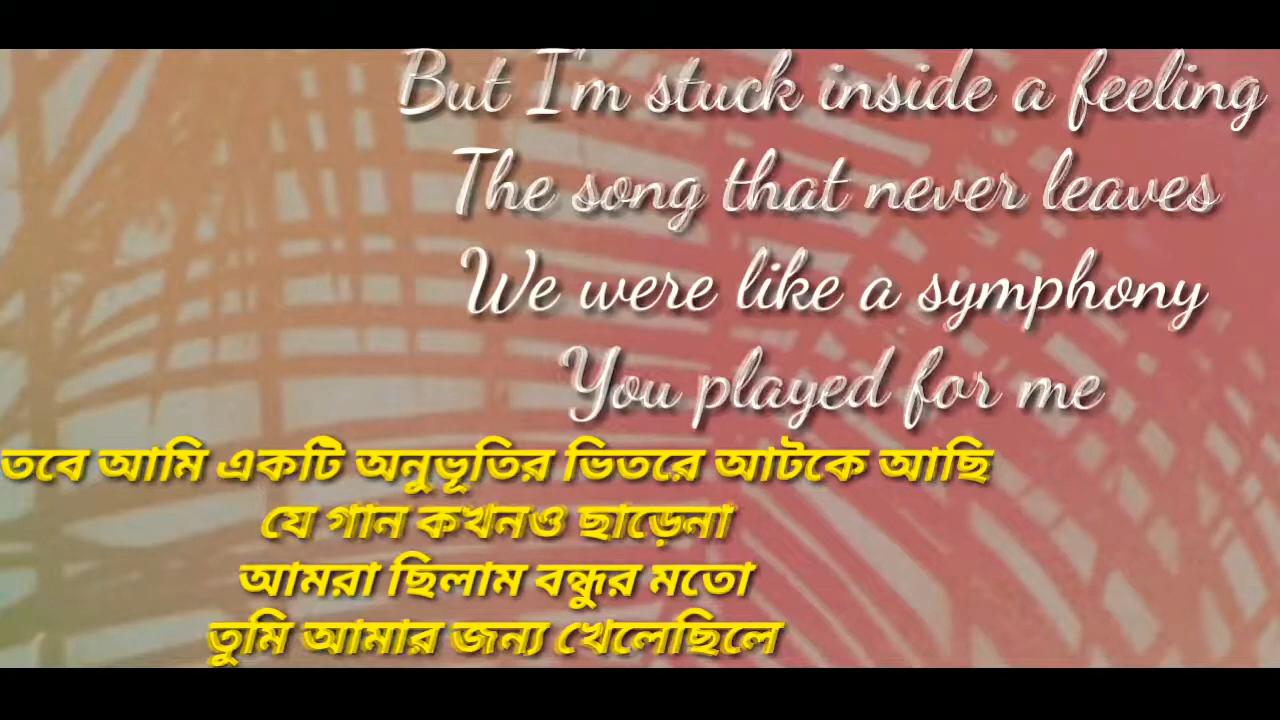 But I'm stuck inside a feeling
The song that never leaves
We were like a symphony
You played for me
তবে আমি একটি অনুভূতির ভিতরে আটকে আছি
যে গান কখনও ছাড়েনা
আমরা ছিলাম বন্ধুর মতো
তুমি আমার জন্য খেলেছিলে